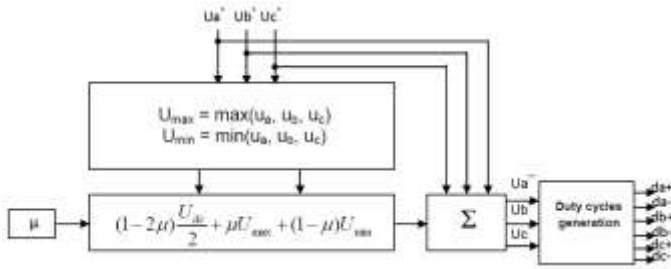 Ua* Ub* Uc*
Umax = max(ua, ub, uc)
Umin = min(ua, ub, uc)
μ
(1-2μ) Udc/2 + μUmax + (1-μ)Umin
Σ
Ua
Ub
Uc
Duty cycles
generation
da+
da-
db+
db-
dc+
dc-